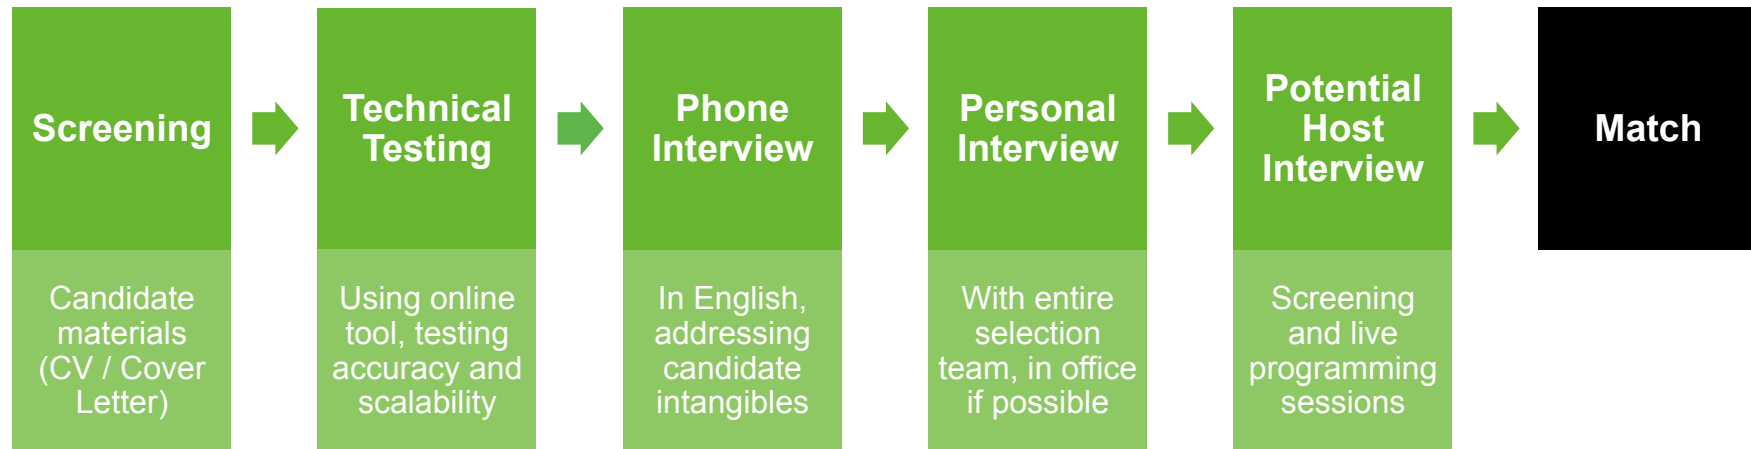 Screening
Candidate
materials
(CV / Cover
Letter)
Technical
Testing
Using online
tool, testing
accuracy and
scalability
Phone
Interview
In English,
addressing
candidate
intangibles
Personal
Interview
With entire
selection
team, in office
if possible
Potential
Host
Interview
Screening
and live
programming
sessions
Match